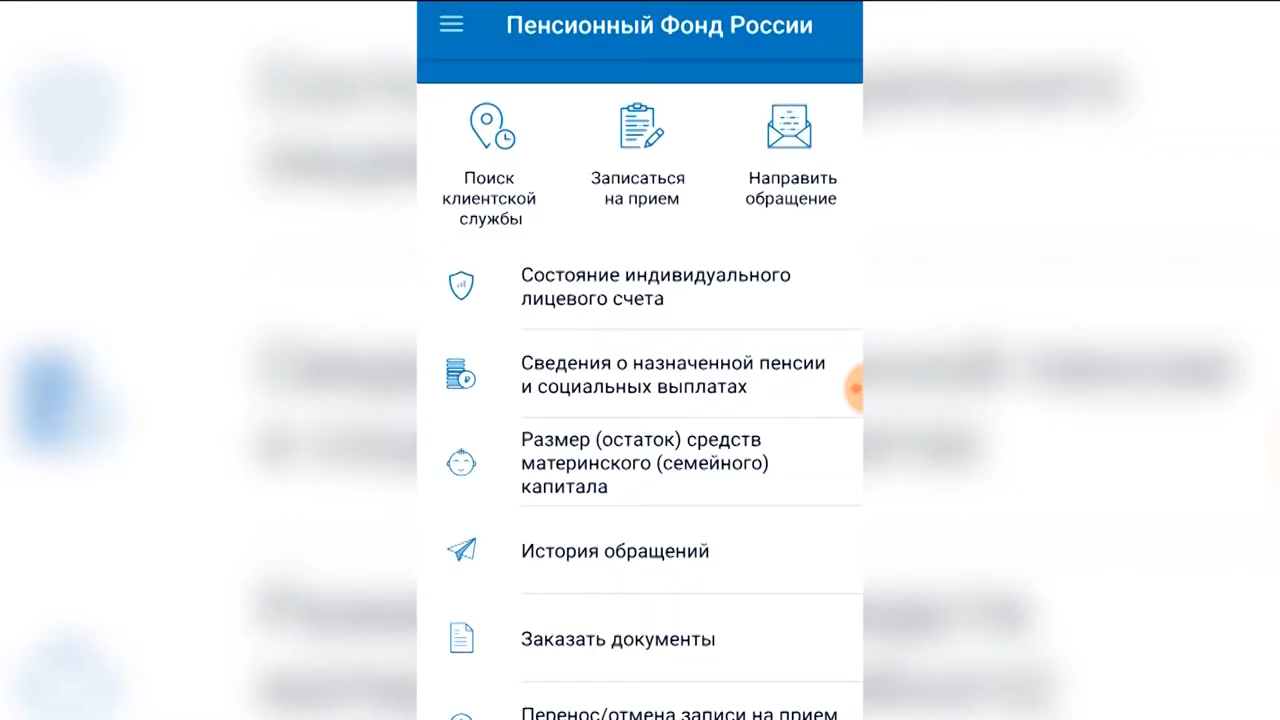 Пенсионный Фонд России
Поиск
клиентской
службы
Записаться
на прием
Направить
обращение
Состояние индивидуального
лицевого счета
Сведения о назначенной пенсии
и социальных выплатах
Размер (остаток) средств
материнского (семейного)
капитала
История обращений
Заказать документы
Перенос/отмена записи на прием